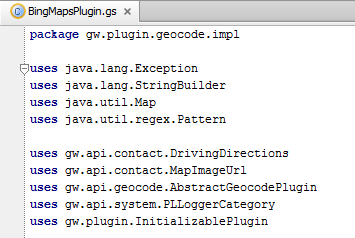 BingMapsPlugin.gs
package gw.plugin.geocode.impl
uses java.lang.Exception
uses java.lang.StringBuilder
uses java.util.Map
uses java.util.regex.Pattern
uses gw.api.contact.DrivingDirections
uses gw.api.contact.MapImageUrl
uses gw.api.geocode.AbstractGeocodePlugin
uses gw.api.system.PLLoggerCategory
uses gw.plugin.InitializablePlugin